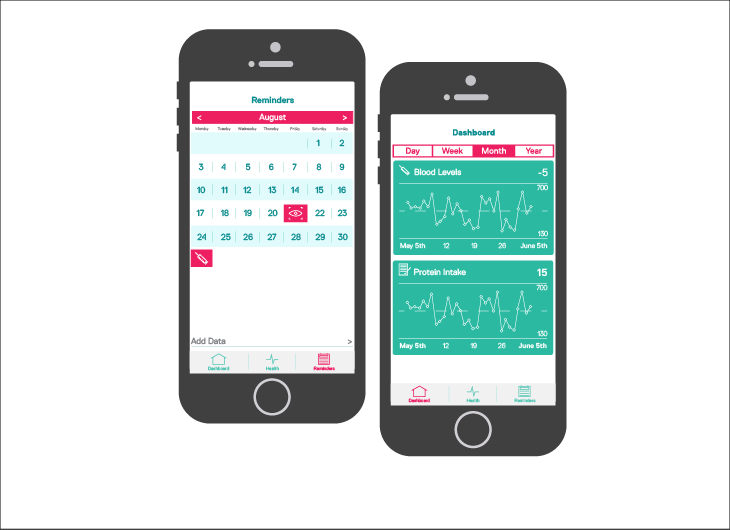 Reminders
< August >
Monday Tuesday Wednesday Thursday Friday Saturday Sunday
1 2
3 4 5 6 7 8 9
10 11 12 13 14 15 16
17 18 19 20 22 23
24 25 26 27 28 29 30
Add Data >
Dashboard Health Reminders
Dashboard
Day Week Month Year
Blood Levels -5
700
130
May 5th 12 19 26 June 5th
Protein Intake 15
700
130
May 5th 12 19 26 June 5th
Dashboard Health Reminders